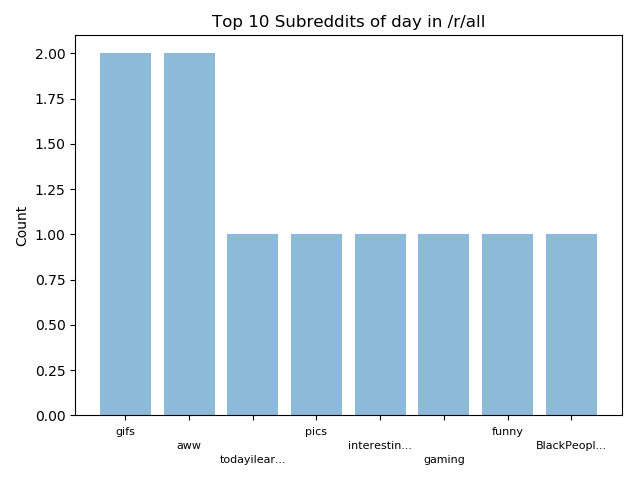 Top 10 Subreddits of day in /r/all
2.00
1.75
1.50
1.25
1.00
0.75
0.50
0.25
0.00
Count
gifs
aww
todayilear...
pics
interestin...
gaming
funny
BlackPeopl...